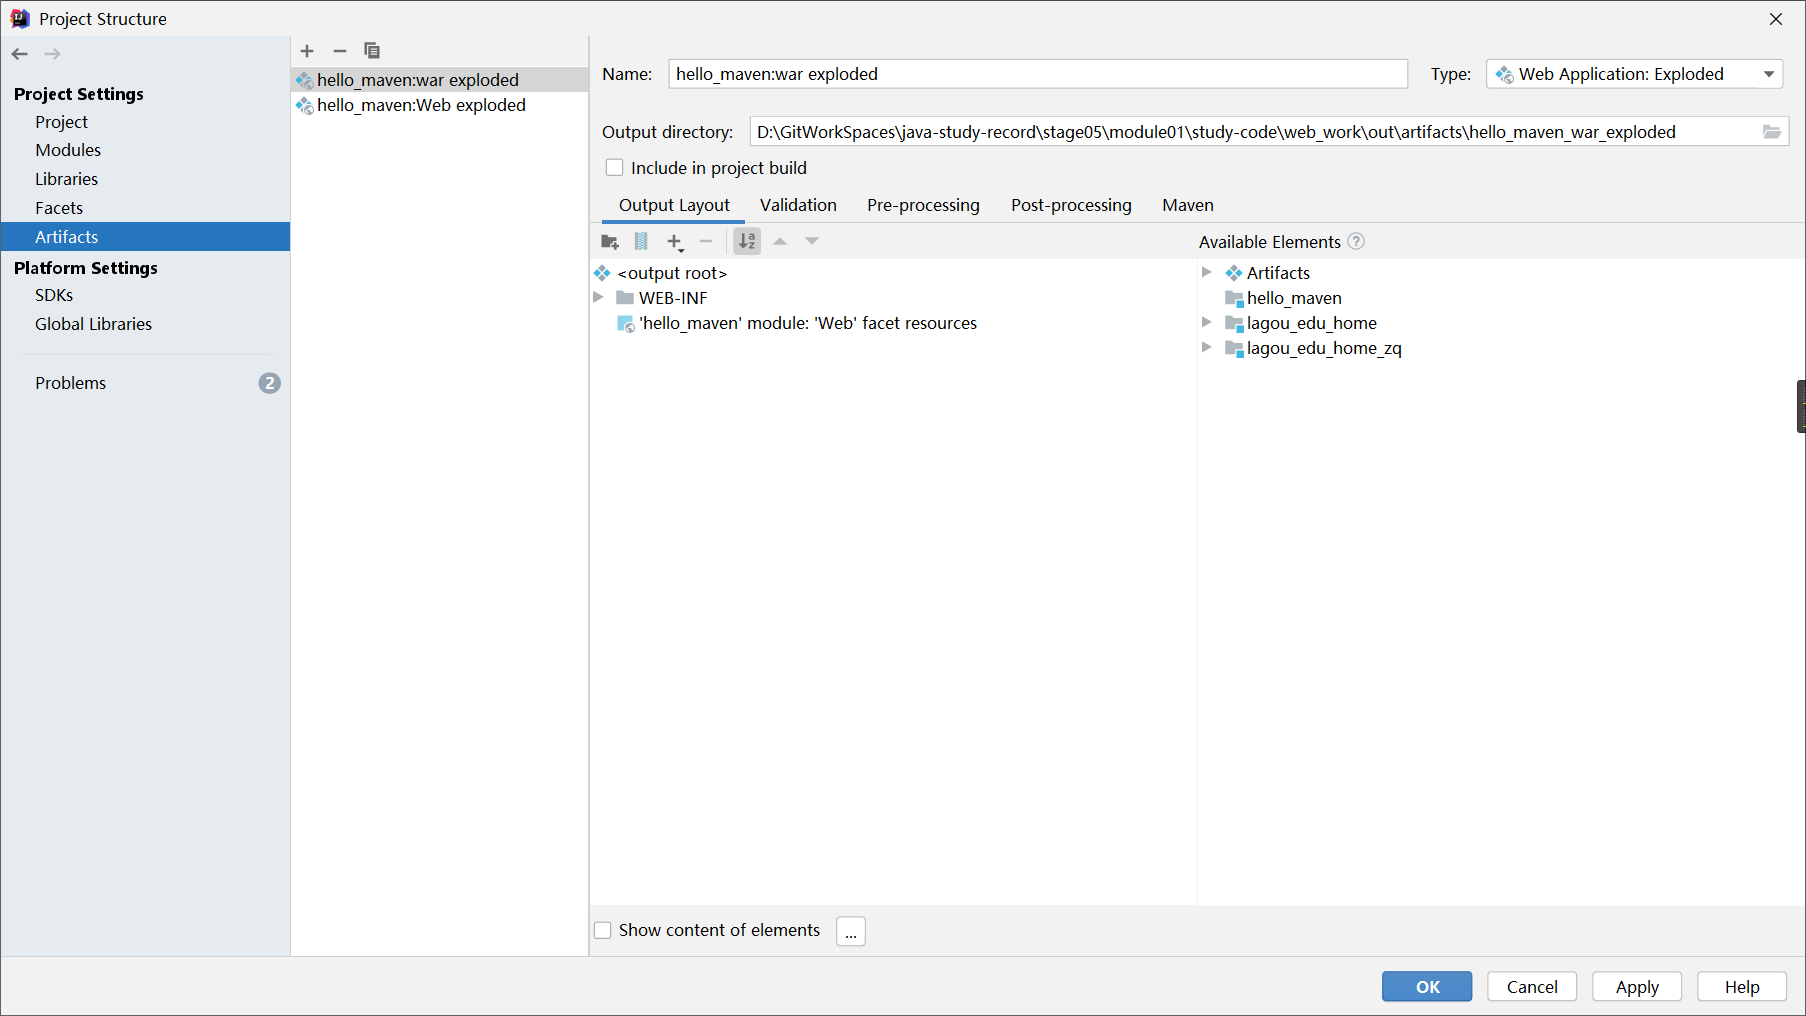 Project Structure
Project Settings
Project
Modules
Libraries
Facets
Artifacts
Platform Settings
SDKs
Global Libraries
Problems
2
hello_maven:war exploded
hello_maven:Web exploded
Name: hello_maven:war exploded
Type: Web Application: Exploded
Output directory: D:\GitWorkSpaces\java-study-record\stage05\module01\study-code\web_work\out\artifacts\hello_maven_war_exploded
Include in project build
Output Layout Validation Pre-processing Post-processing Maven
<output root>
WEB-INF
'hello_maven' module: 'Web' facet resources
Available Elements ?
Artifacts
hello_maven
lagou_edu_home
lagou_edu_home_zq
Show content of elements ...
OK Cancel Apply Help